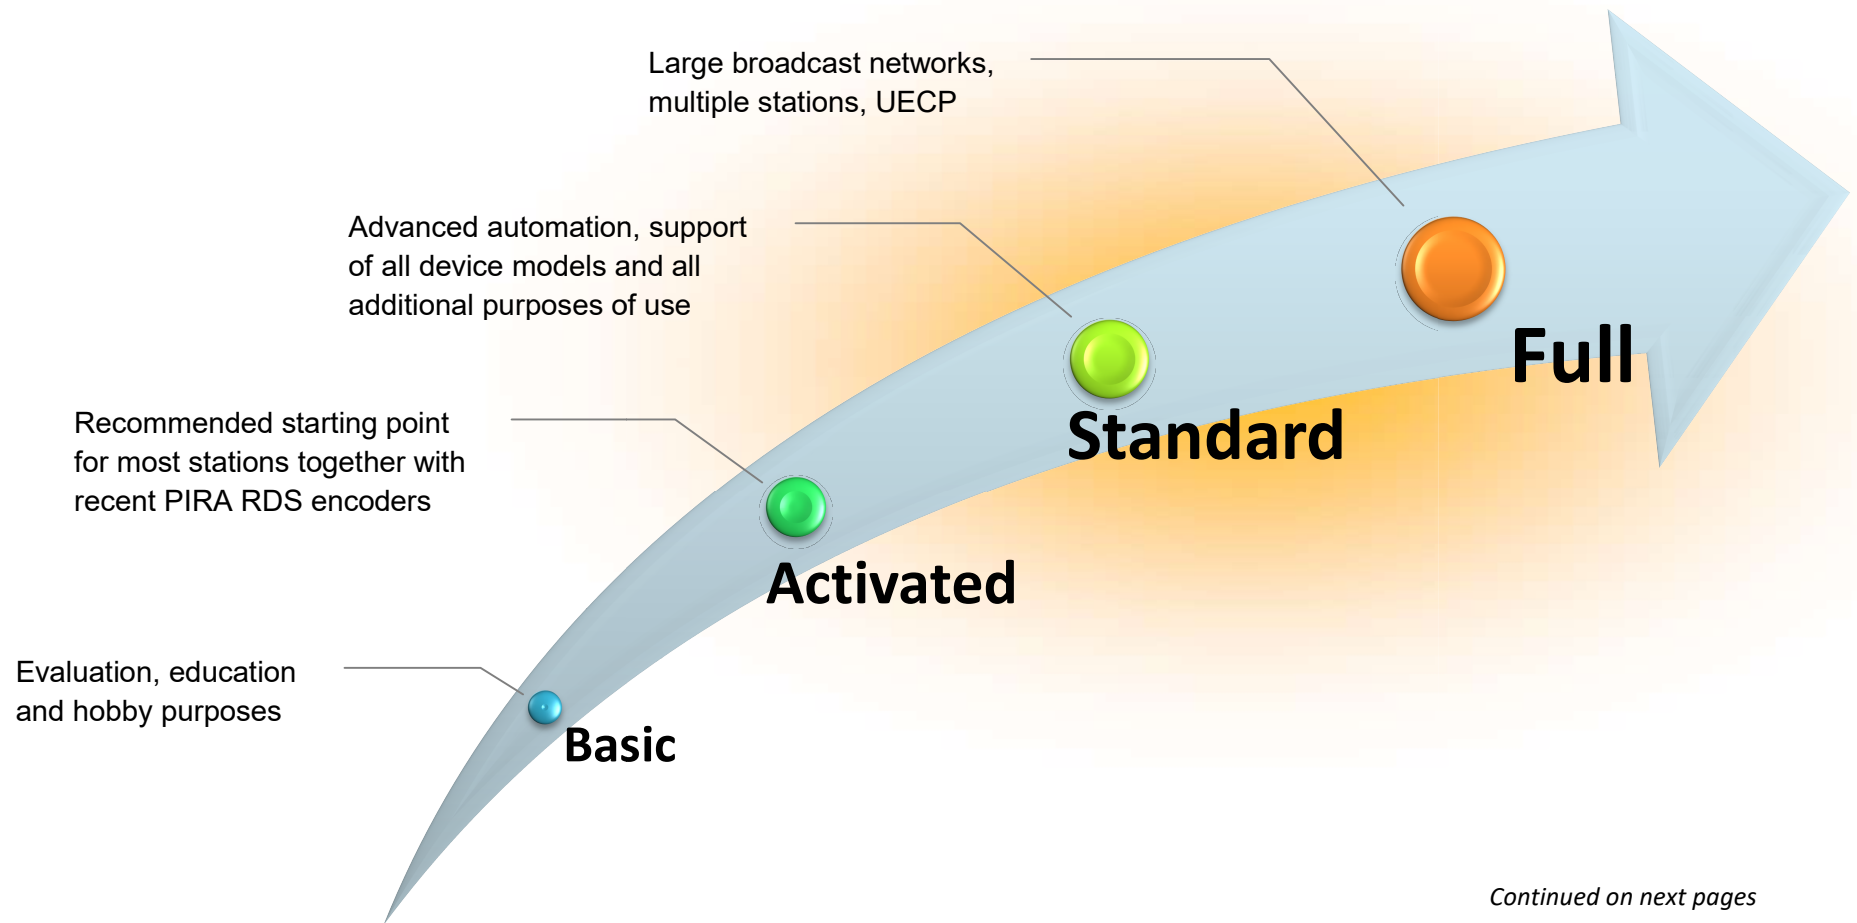 Large broadcast networks,
multiple stations, UECP
Full
Advanced automation, support
of all device models and all
additional purposes of use
Standard
Recommended starting point
for most stations together with
recent PIRA RDS encoders
Activated
Evaluation, education
and hobby purposes
Basic
Continued on next pages